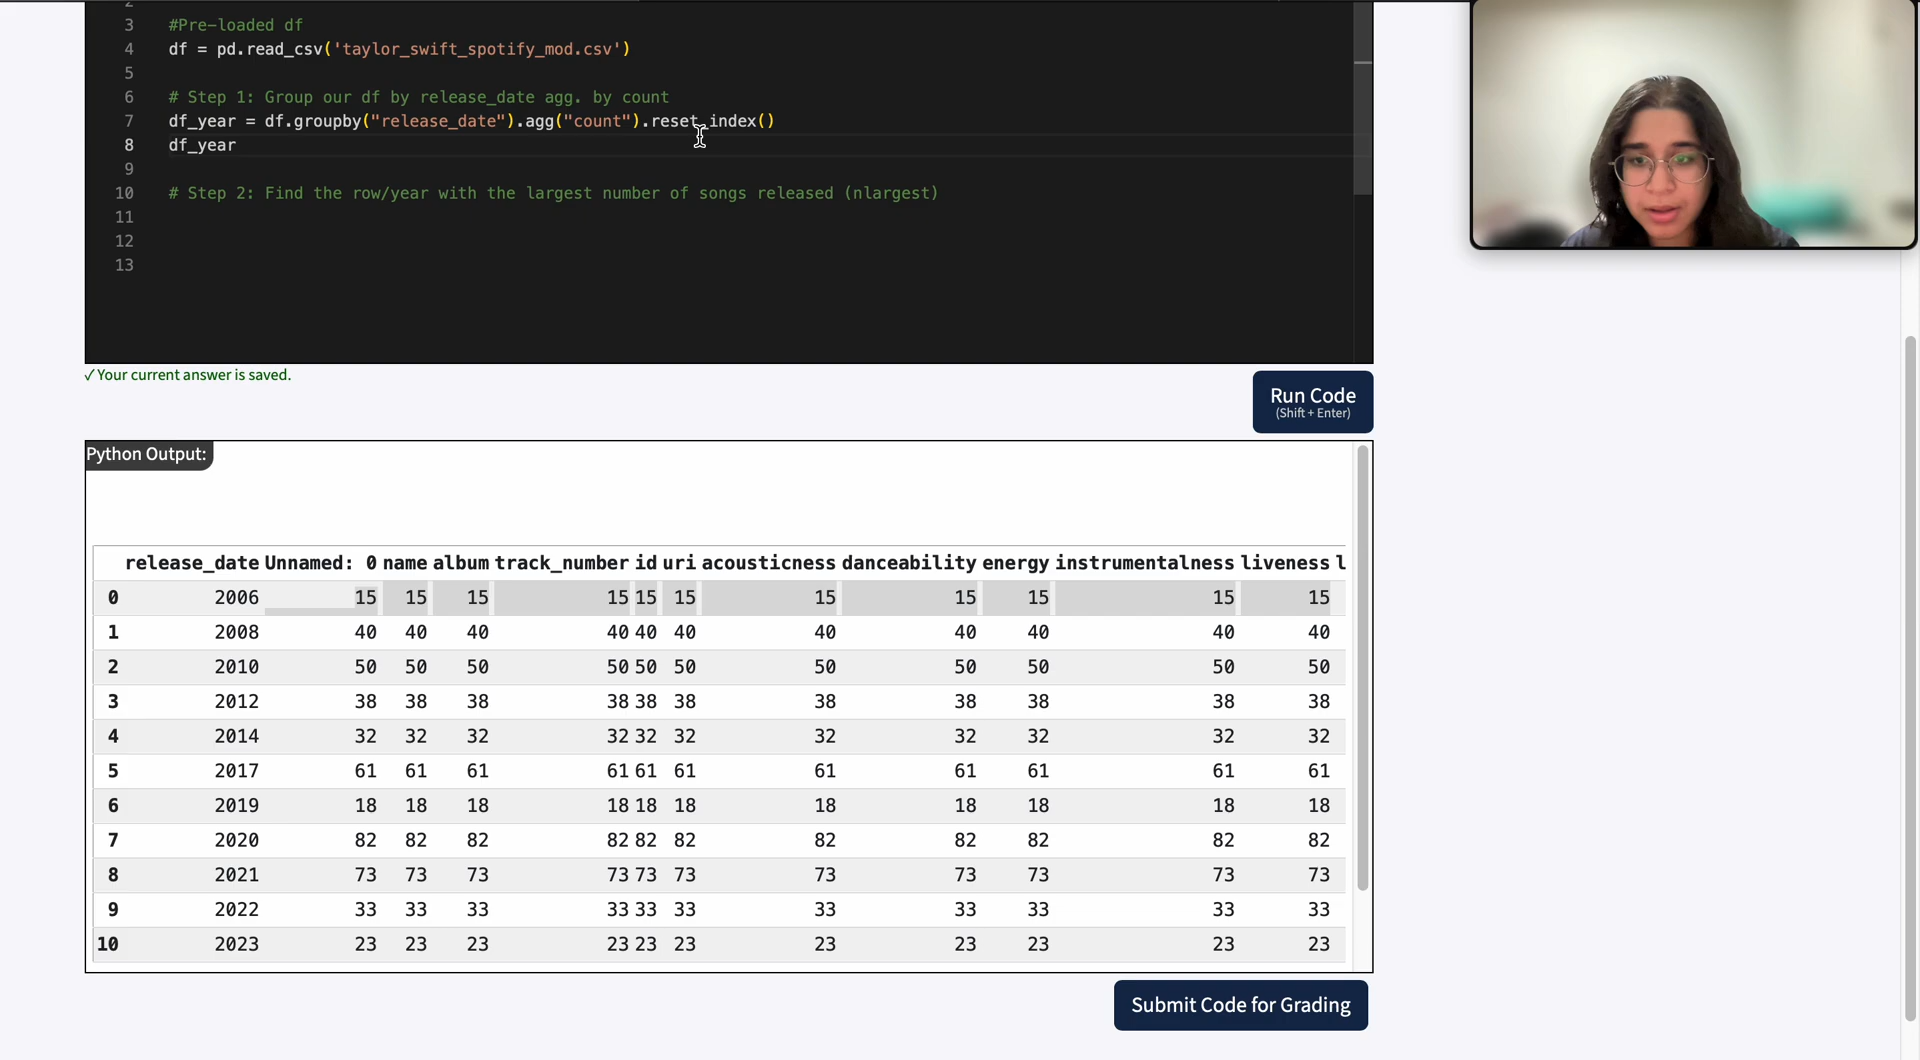 3 #Pre-loaded df
4 df = pd.read_csv('taylor_swift_spotify_mod.csv')
5
6 # Step 1: Group our df by release_date agg. by count
7 df_year = df.groupby("release_date").agg("count").reset_index()
8 df_year
9
10 # Step 2: Find the row/year with the largest number of songs released (nlargest)
11
12
13
✓Your current answer is saved.
Run Code
(Shift + Enter)
Python Output:
release_date Unnamed: 0 name album track_number id uri acousticness danceability energy instrumentalness liveness l
0 2006 15 15 15 15 15 15 15 15 15 15 15
1 2008 40 40 40 40 40 40 40 40 40 40 40
2 2010 50 50 50 50 50 50 50 50 50 50 50
3 2012 38 38 38 38 38 38 38 38 38 38 38
4 2014 32 32 32 32 32 32 32 32 32 32 32
5 2017 61 61 61 61 61 61 61 61 61 61 61
6 2019 18 18 18 18 18 18 18 18 18 18 18
7 2020 82 82 82 82 82 82 82 82 82 82 82
8 2021 73 73 73 73 73 73 73 73 73 73 73
9 2022 33 33 33 33 33 33 33 33 33 33 33
10 2023 23 23 23 23 23 23 23 23 23 23 23
Submit Code for Grading